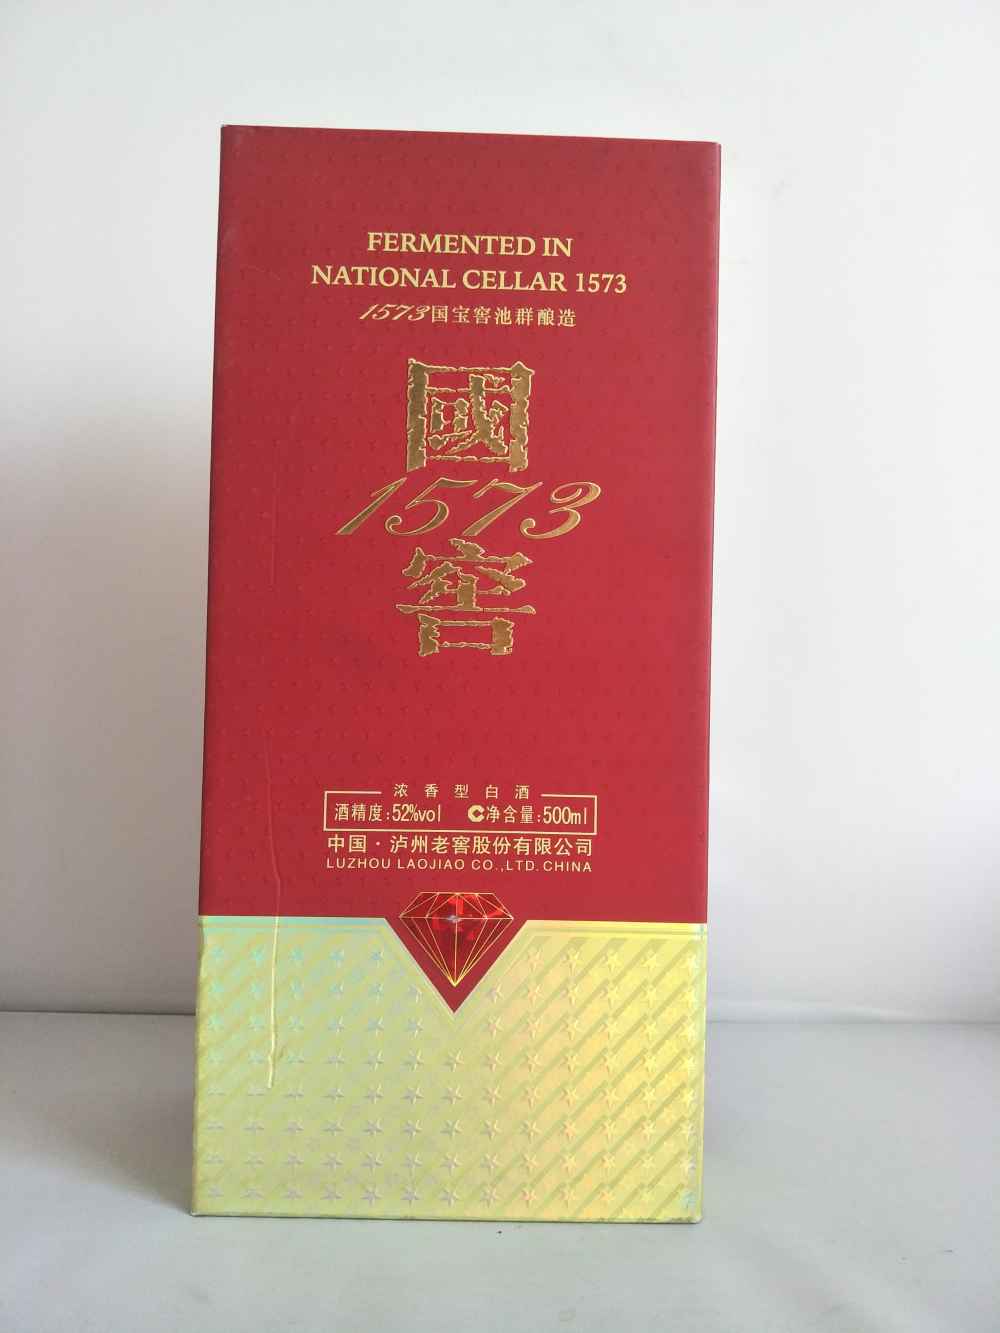 FERMENTED IN
NATIONAL CELLAR 1573
1573国宝窖池群酿造
國
1573
窖
浓香型白酒
酒精度:52%vol C净含量:500ml
中国·泸州老窖股份有限公司
LUZHOU LAOJIAO CO.,LTD.CHINA